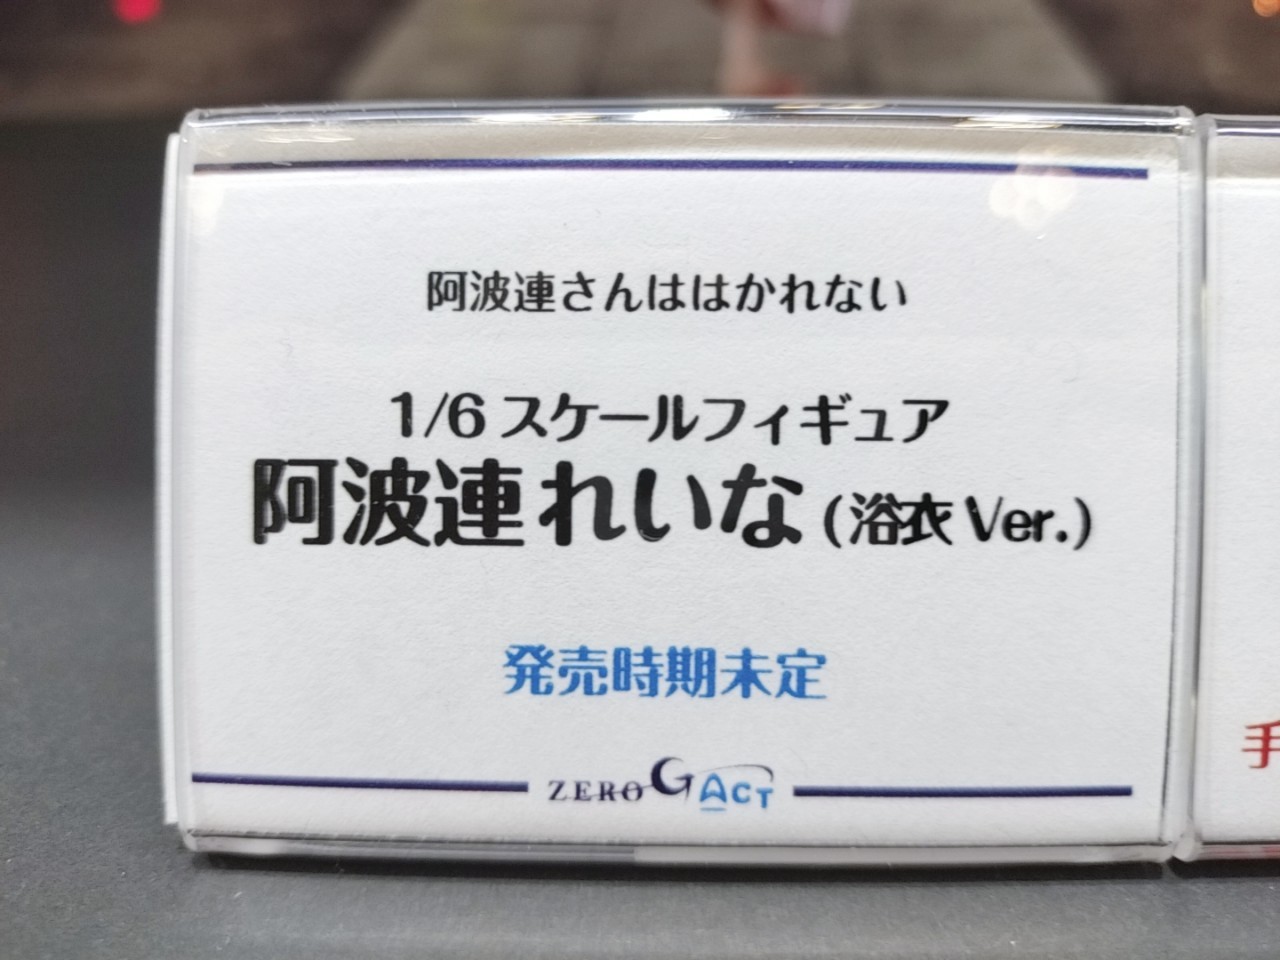 阿波連さんははかれない
1/6 スケールフィギュア
阿波連れいな (浴衣 Ver.)
発売時期未定
ZERO G ACT
手